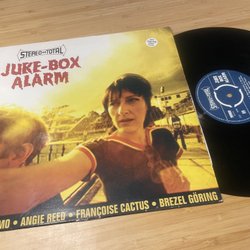 STEREO TOTAL
JUKE-BOX
ALARM
MO • ANGIE REED • FRANÇOISE CACTUS • BREZEL GÖRING